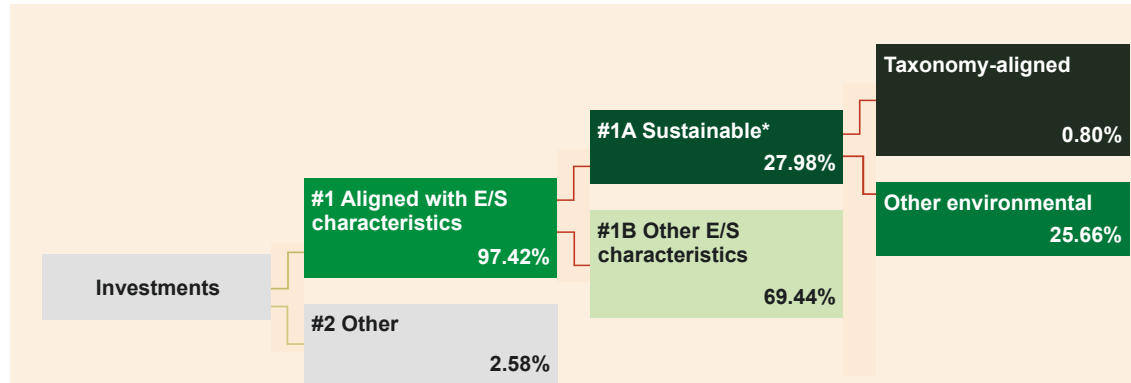 Investments
#1 Aligned with E/S
characteristics
97.42%
#2 Other
2.58%
#1A Sustainable*
27.98%
#1B Other E/S
characteristics
69.44%
Taxonomy-aligned
0.80%
Other environmental
25.66%